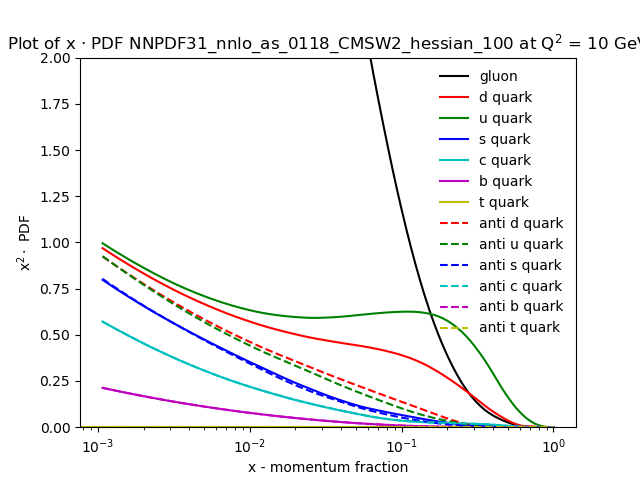 Plot of x · PDF NNPDF31_nnlo_as_0118_CMSW2_hessian_100 at Q² = 10 GeV
2.00
1.75
1.50
1.25
1.00
0.75
0.50
0.25
0.00
x² · PDF
gluon
d quark
u quark
s quark
c quark
b quark
t quark
anti d quark
anti u quark
anti s quark
anti c quark
anti b quark
anti t quark
10⁻³ 10⁻² 10⁻¹ 10⁰
x - momentum fraction